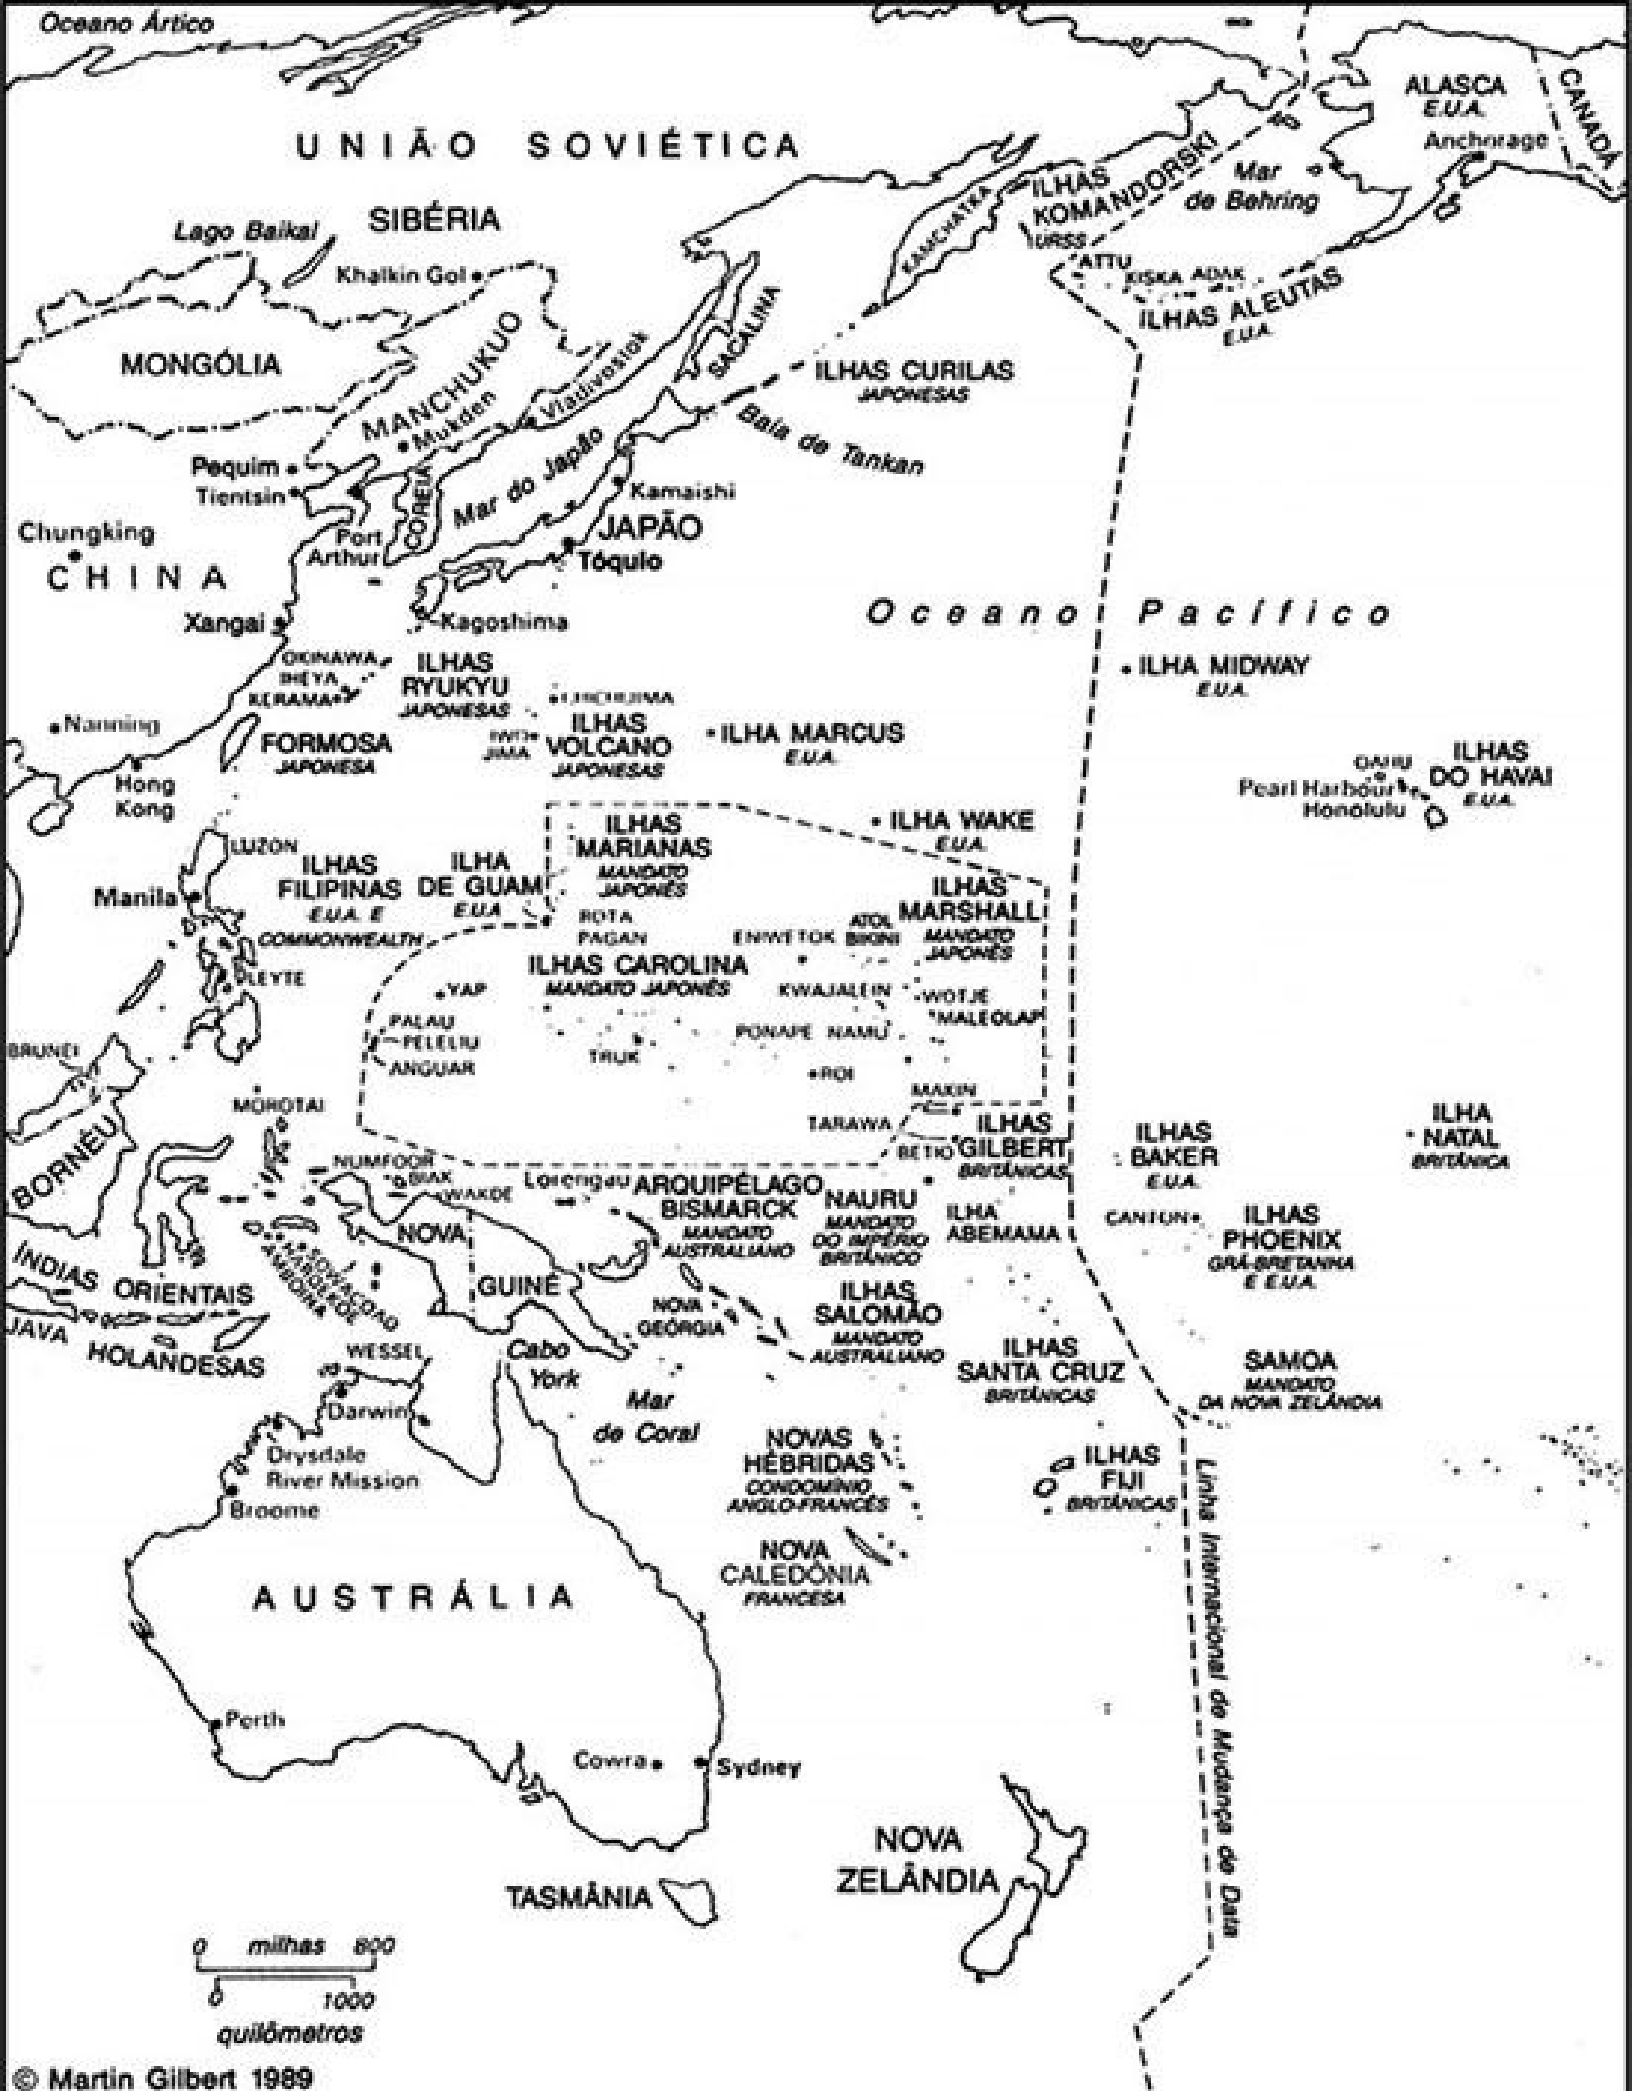 Oceano Ártico
ALASCA
E.U.A.
CANADÁ
Anchorage
UNIÃO SOVIÉTICA
ILHAS
KOMANDORSKI
URSS
Mar
de Behring
KAMCHATKA
SIBÉRIA
Lago Baikal
Khalkin Gol
ATTU
KISKA ADAK
ILHAS ALEUTAS
E.U.A.
SACALINA
MONGÓLIA
MANCHUKUO
Mukden
Vladivostok
ILHAS CURILAS
JAPONESAS
Baía de Tankan
Pequim
Tientsin
COREIA
Mar do Japão
Kamaishi
JAPÃO
Tóquio
Chungking
CHINA
Port
Arthur
Oceano Pacífico
Xangai
Kagoshima
OKINAWA
IHEYA
KERAMA
ILHAS
RYUKYU
JAPONESAS
ILHA MIDWAY
E.U.A.
Nanning
CHICHIJIMA
ILHAS
VOLCANO
JAPONESAS
IWO
JIMA
ILHA MARCUS
E.U.A.
FORMOSA
JAPONESA
Hong
Kong
OAHU
Pearl Harbour
Honolulu
ILHAS
DO HAVAI
E.U.A.
LUZON
ILHAS
FILIPINAS
E.U.A. E
COMMONWEALTH
Manila
ILHA
DE GUAM
E.U.A
ILHAS
MARIANAS
MANDATO
JAPONÊS
ROTA
PAGAN
ILHA WAKE
E.U.A.
ILHAS
MARSHALL
MANDATO
JAPONÊS
ENIWETOK
ATOL
BIKINI
LEYTE
ILHAS CAROLINA
MANDATO JAPONÊS
YAP
KWAJALEIN
WOTJE
MALEOLAP
PALAU
PELELIU
ANGUAR
PONAPE NAMU
TRUK
ROI
BRUNEI
MAKIN
MOROTAI
TARAWA
BETIO
ILHAS
GILBERT
BRITÂNICAS
ILHAS
BAKER
E.U.A.
ILHA
NATAL
BRITÂNICA
BORNÉU
NUMFOOR
BIAK
WAKDE
Lorengau
ARQUIPÉLAGO
BISMARCK
MANDATO
AUSTRALIANO
NAURU
MANDATO
DO IMPÉRIO
BRITÂNICO
ILHA
ABEMAMA
CANTON
ILHAS
PHOENIX
GRÃ-BRETANHA
E E.U.A.
NOVA
GUINÉ
ÍNDIAS ORIENTAIS
HOLANDESAS
JAVA
AMBOINA
NOVA
GEÓRGIA
ILHAS
SALOMÃO
MANDATO
AUSTRALIANO
WESSEL
Cabo
York
ILHAS
SANTA CRUZ
BRITÂNICAS
SAMOA
MANDATO
DA NOVA ZELÂNDIA
Darwin
Mar
de Coral
Drysdale
River Mission
Broome
NOVAS
HÉBRIDAS
CONDOMÍNIO
ANGLO-FRANCÊS
ILHAS
FIJI
BRITÂNICAS
NOVA
CALEDÔNIA
FRANCESA
AUSTRÁLIA
Linha Internacional de Mudança de Data
Perth
Cowra
Sydney
NOVA
ZELÂNDIA
TASMÂNIA
0 milhas 800
0 1000
quilômetros
© Martin Gilbert 1989